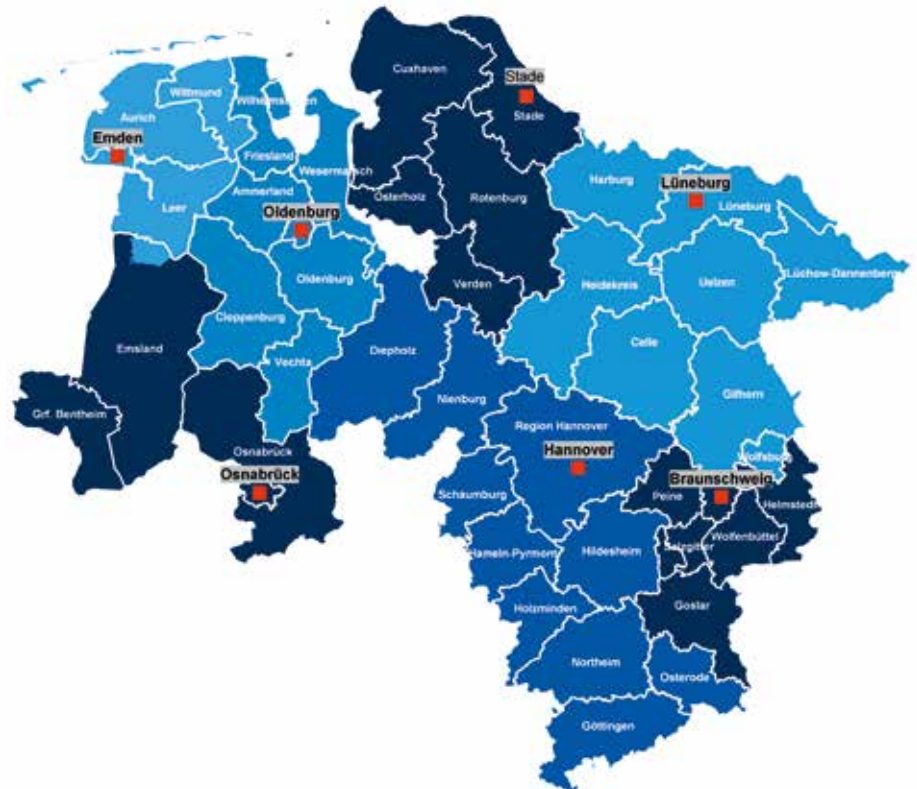 Cuxhaven
Stade
Stade
Wittmund
Wilhelmshaven
Aurich
Emden
Friesland
Wesermarsch
Harburg
Lüneburg
Lüneburg
Ammerland
Osterholz
Rotenburg
Leer
Oldenburg
Oldenburg
Verden
Heidekreis
Uelzen
Lüchow-Dannenberg
Cloppenburg
Emsland
Diepholz
Celle
Vechta
Nienburg
Gifhorn
Grf. Bentheim
Region Hannover
Osnabrück
Hannover
Wolfsburg
Osnabrück
Braunschweig
Schaumburg
Peine
Helmstedt
Wolfenbüttel
Salzgitter
Hameln-Pyrmont
Hildesheim
Holzminden
Goslar
Northeim
Osterode
Göttingen